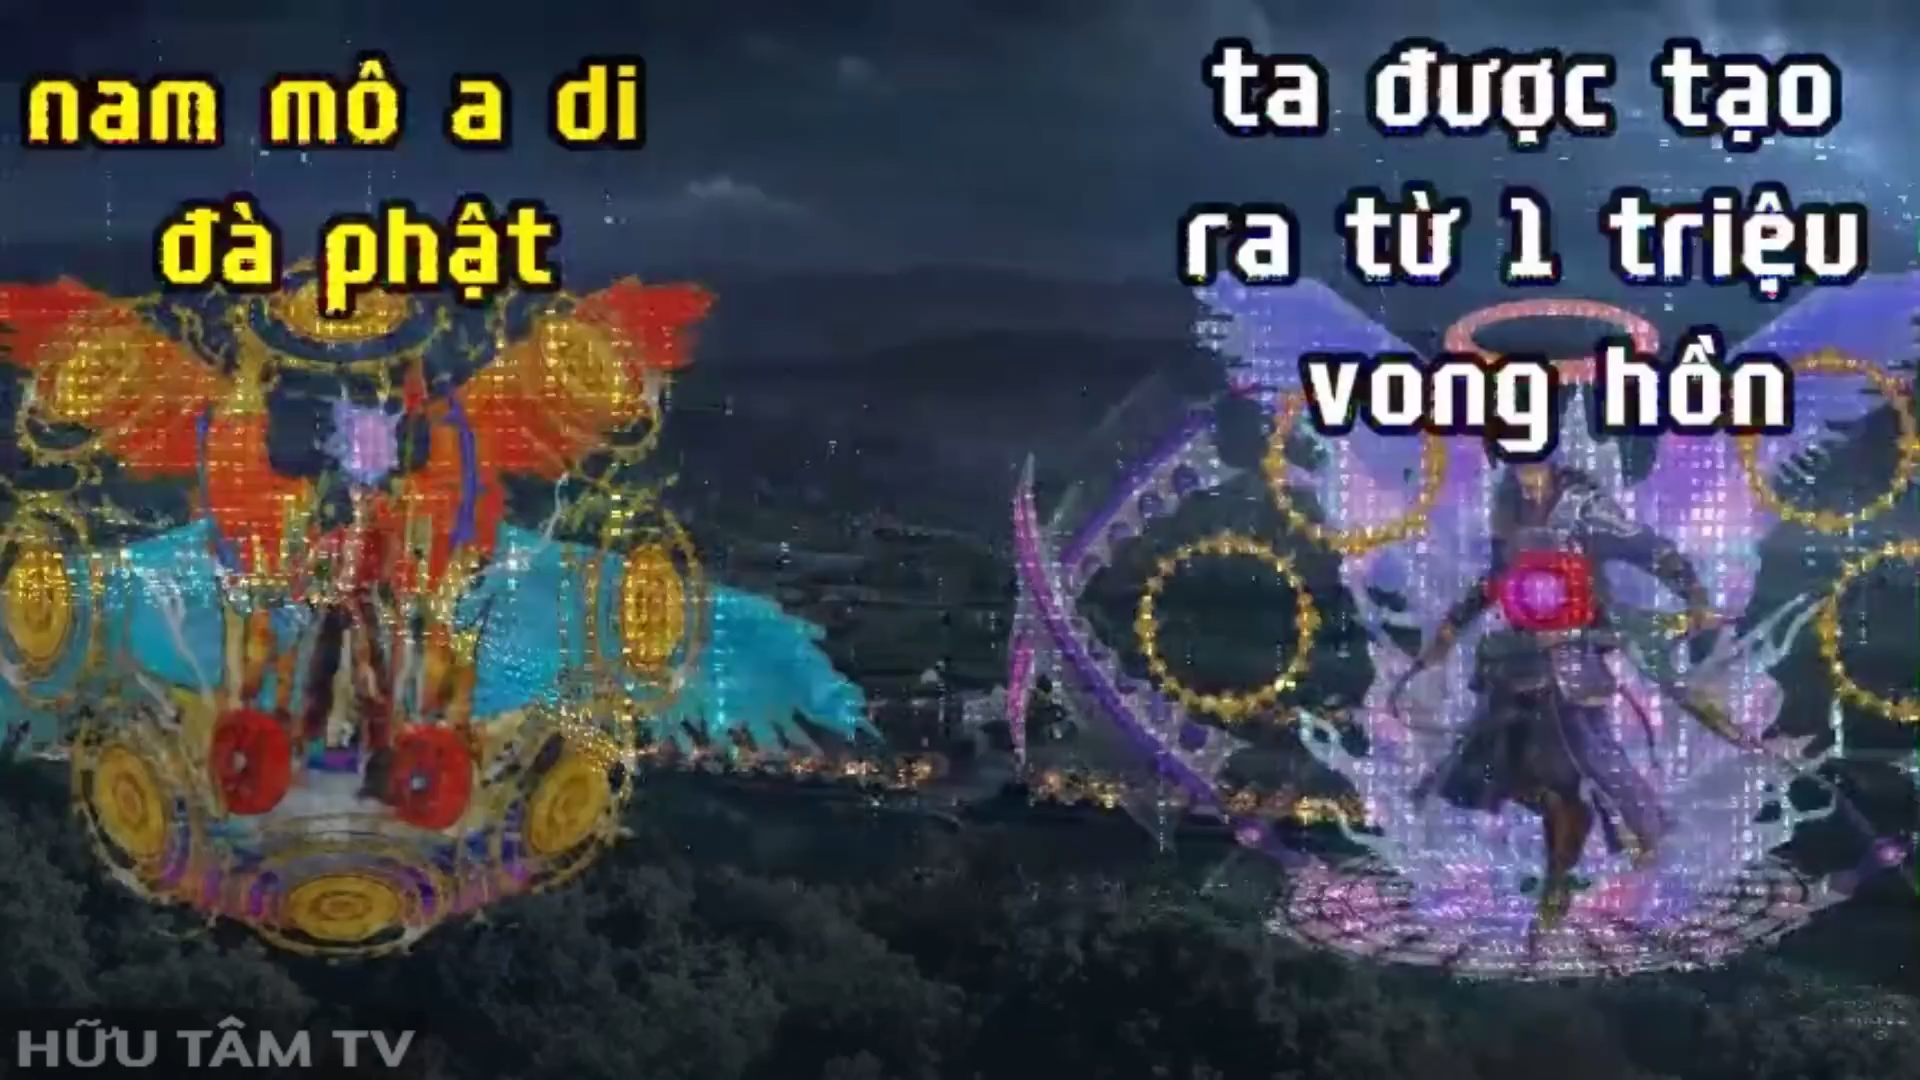 nam mô a di
đà phật
ta được tạo
ra từ 1 triệu
vong hồn
HỮU TÂM TV